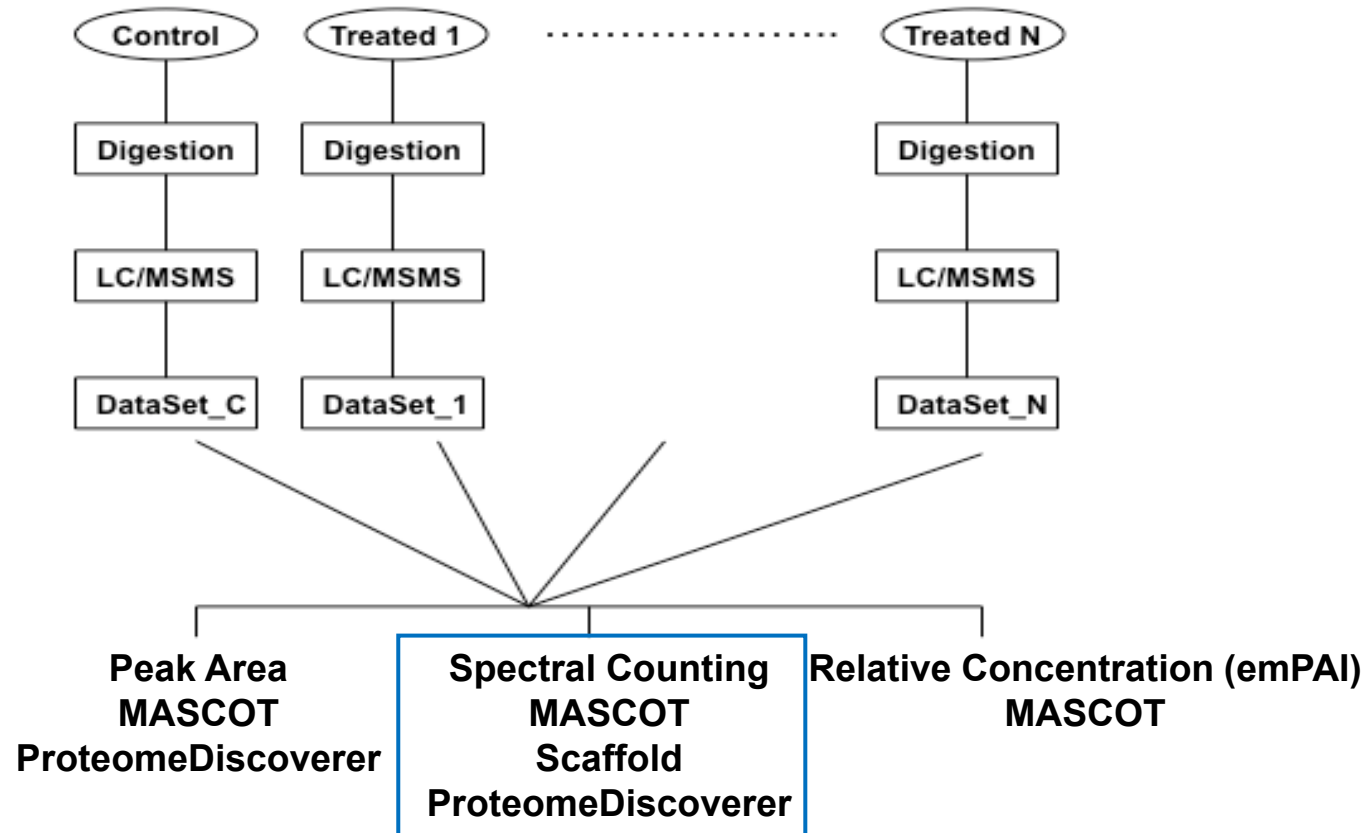 Control
Treated 1
Treated N
Digestion
Digestion
Digestion
LC/MSMS
LC/MSMS
LC/MSMS
DataSet_C
DataSet_1
DataSet_N
Peak Area
MASCOT
ProteomeDiscoverer
Spectral Counting
MASCOT
Scaffold
ProteomeDiscoverer
Relative Concentration (emPAI)
MASCOT